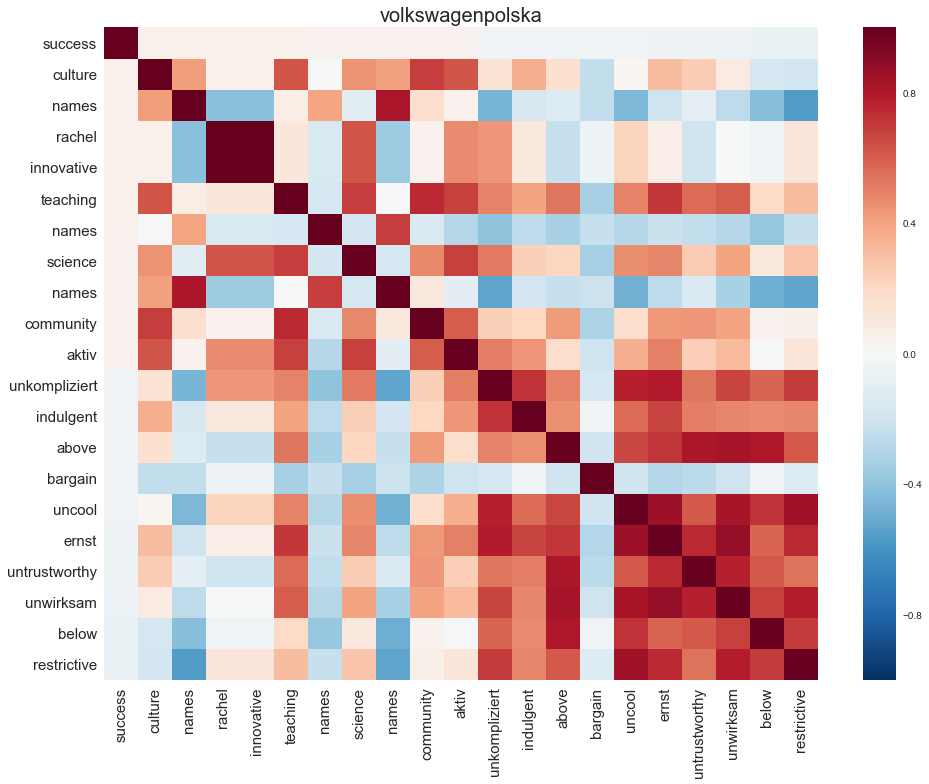 volkswagenpolska
success
culture
names
rachel
innovative
teaching
names
science
names
community
aktiv
unkompliziert
indulgent
above
bargain
uncool
ernst
untrustworthy
unwirksam
below
restrictive
success
culture
names
rachel
innovative
teaching
names
science
names
community
aktiv
unkompliziert
indulgent
above
bargain
uncool
ernst
untrustworthy
unwirksam
below
restrictive
0.8
0.4
0.0
-0.4
-0.8